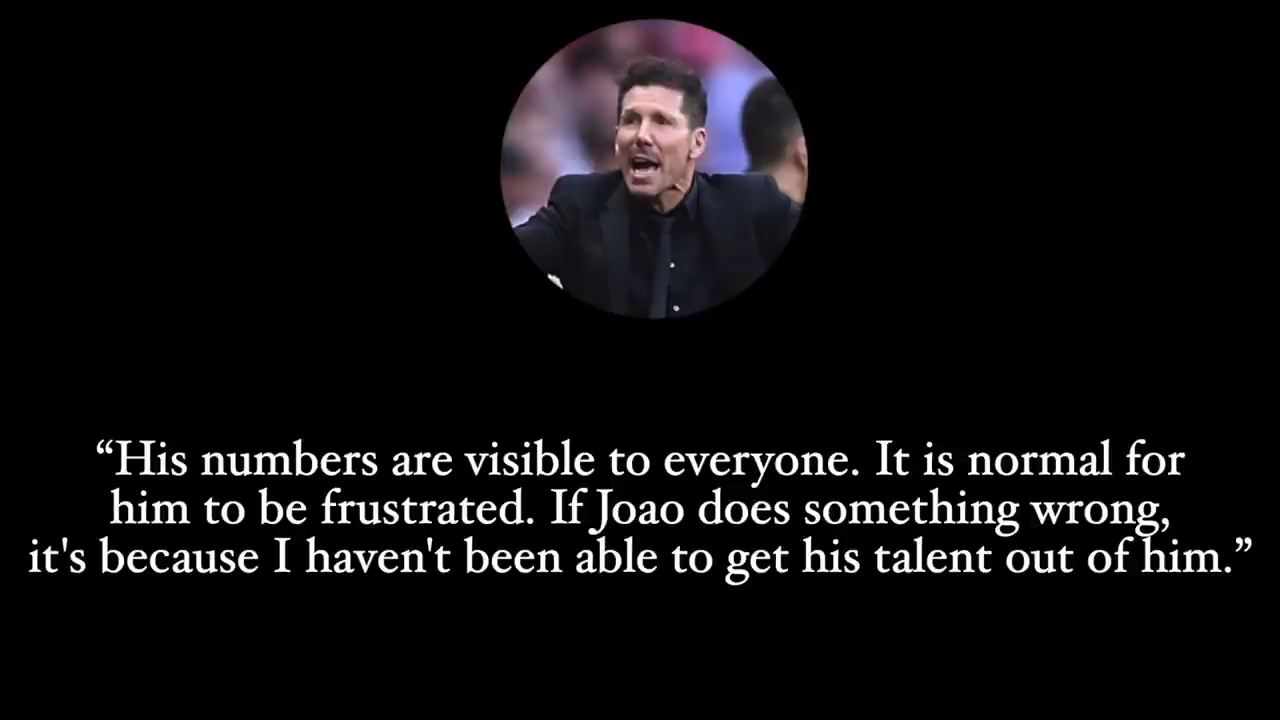 “His numbers are visible to everyone. It is normal for
him to be frustrated. If Joao does something wrong,
it's because I haven't been able to get his talent out of him.”